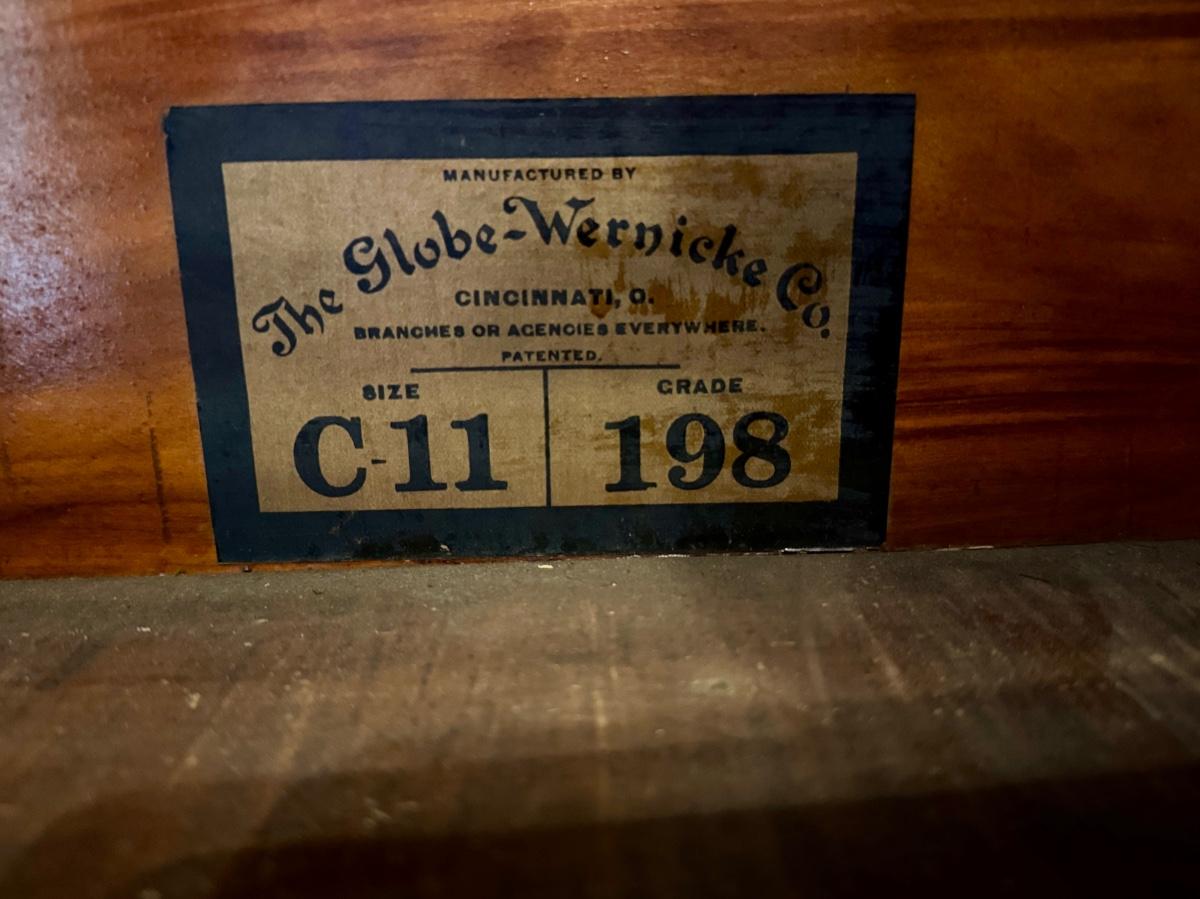 MANUFACTURED BY
The Globe-Wernicke Co.
CINCINNATI, O.
BRANCHES OR AGENCIES EVERYWHERE.
PATENTED.
SIZE GRADE
C-11 198